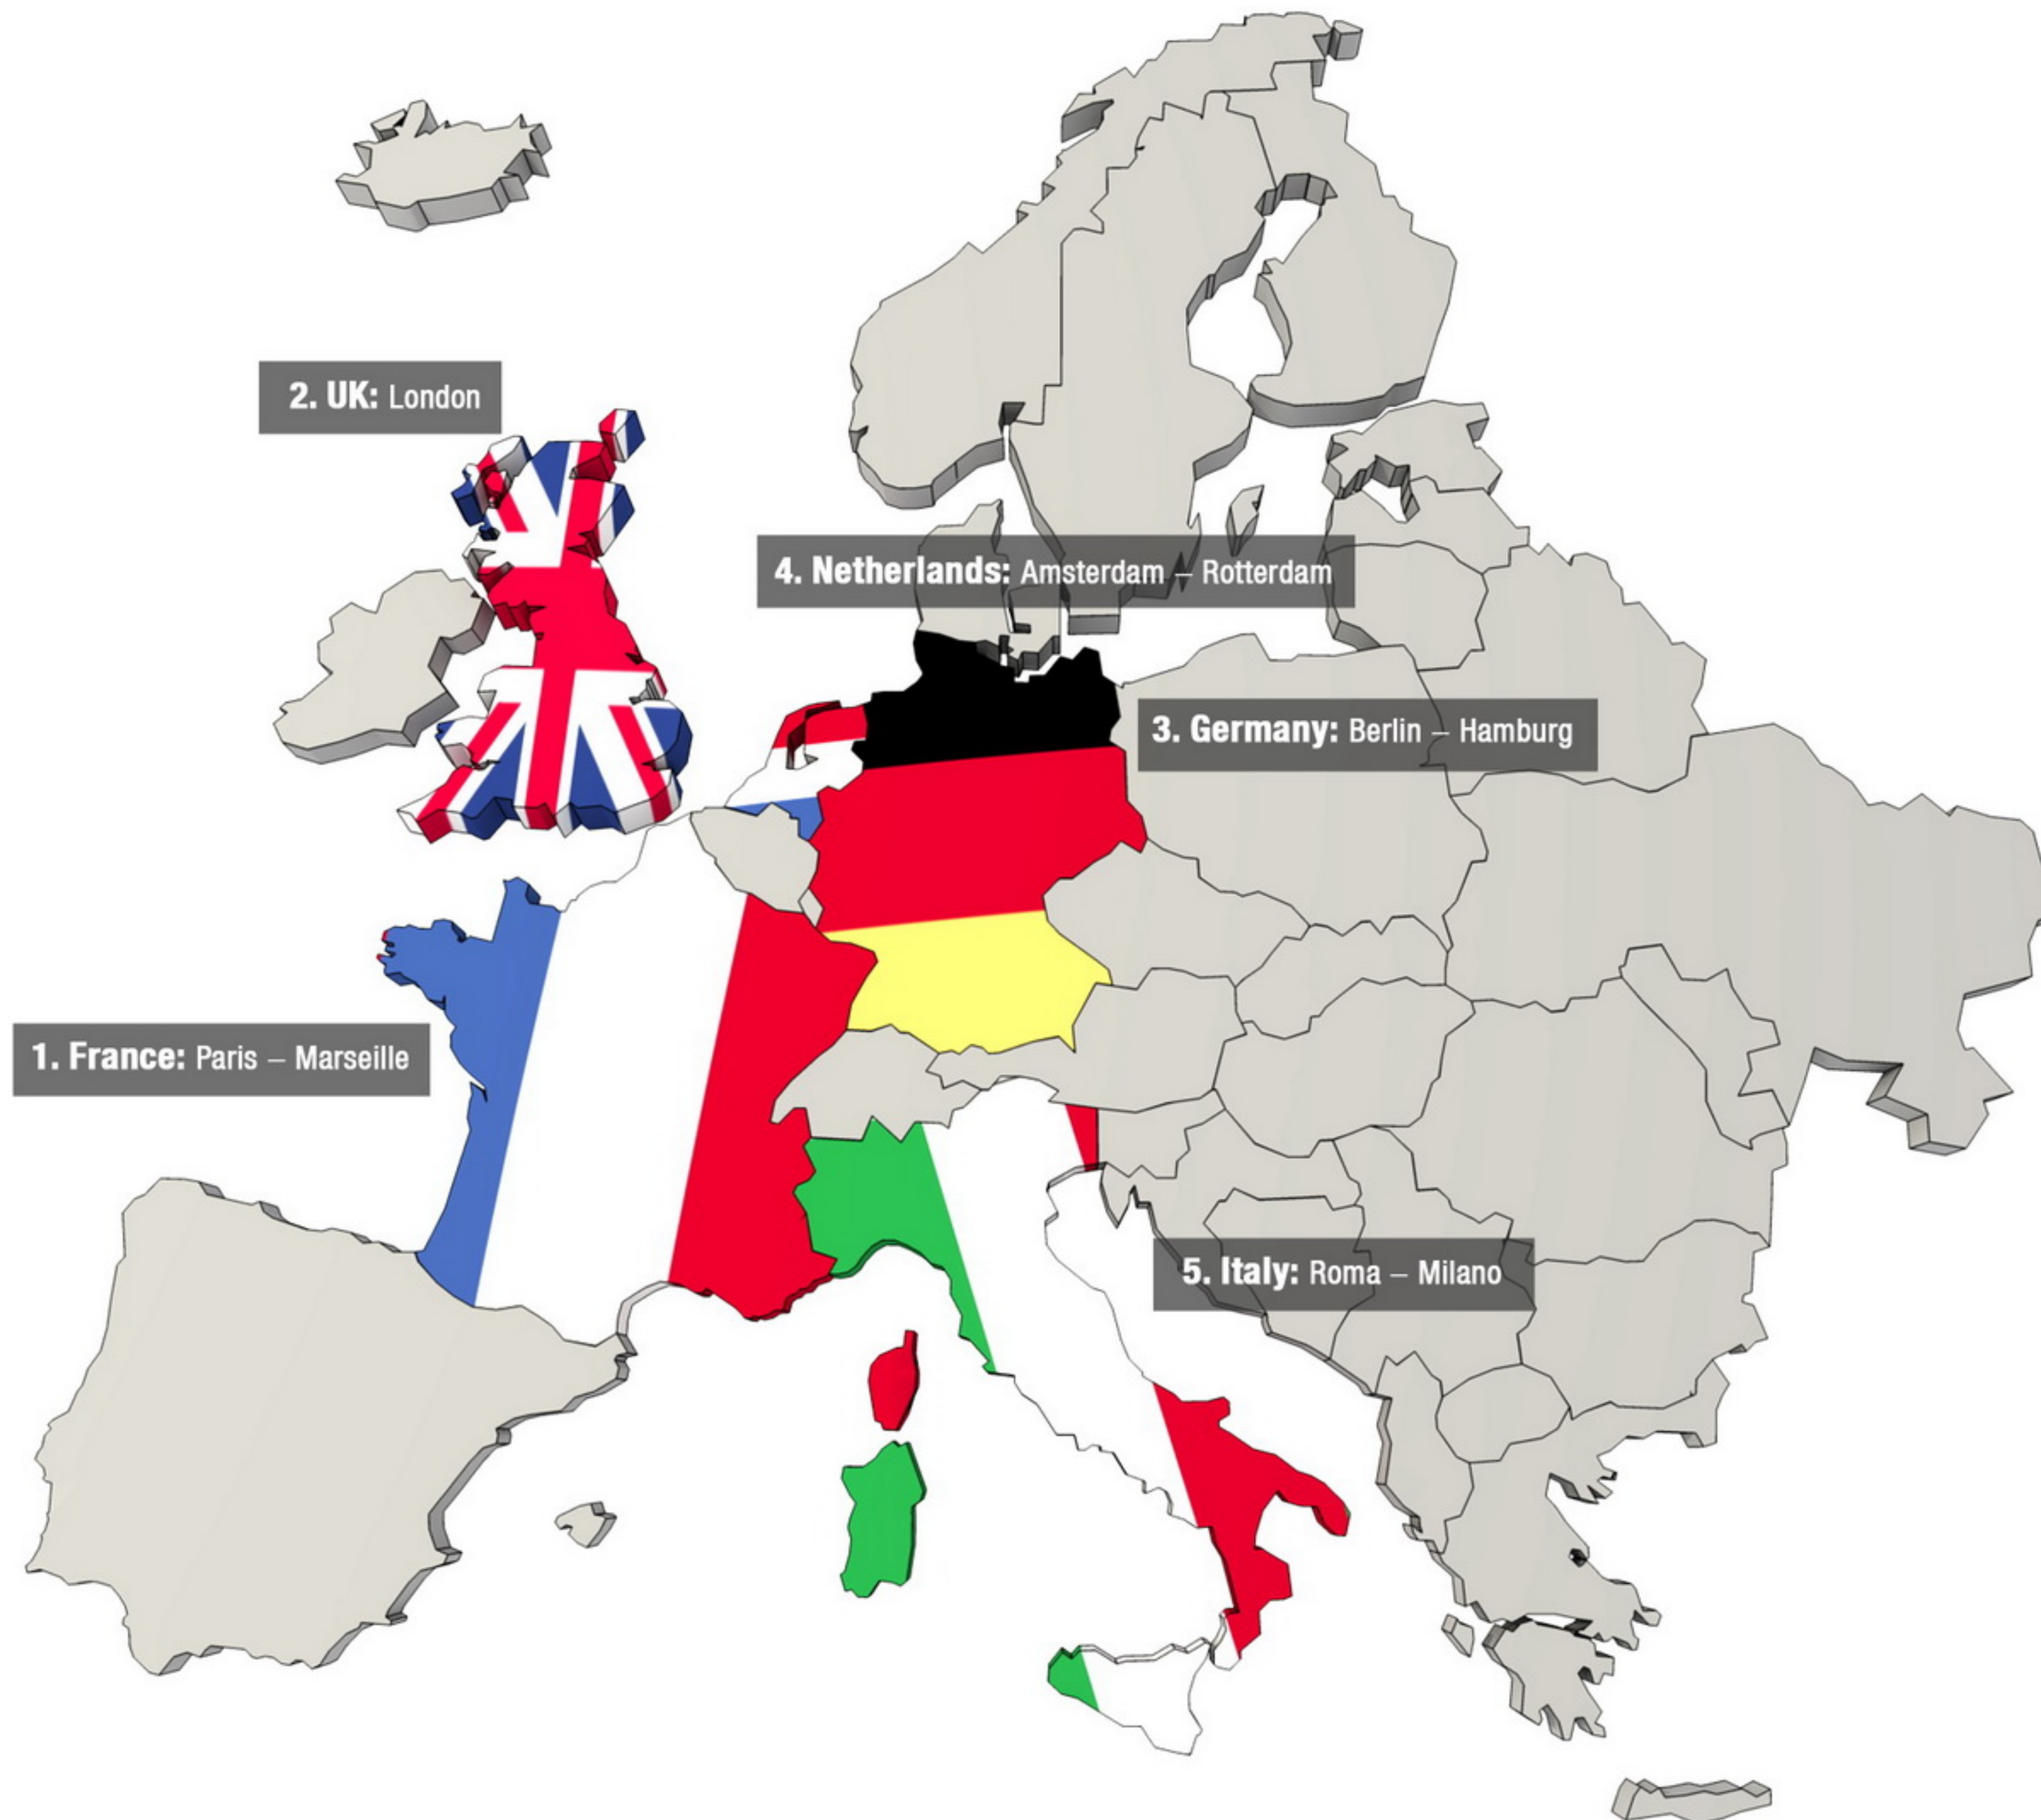 2. UK: London
4. Netherlands: Amsterdam – Rotterdam
3. Germany: Berlin – Hamburg
1. France: Paris – Marseille
5. Italy: Roma – Milano